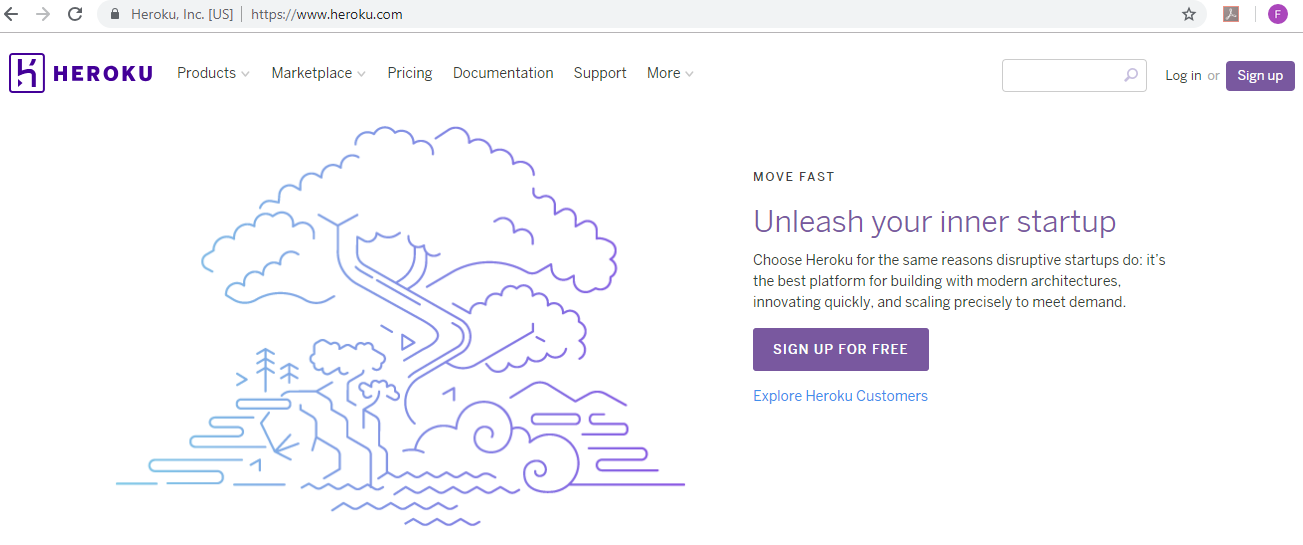 Heroku, Inc. [US] https://www.heroku.com
F
HEROKU Products Marketplace Pricing Documentation Support More Log in or Sign up
MOVE FAST
Unleash your inner startup
Choose Heroku for the same reasons disruptive startups do: it's
the best platform for building with modern architectures,
innovating quickly, and scaling precisely to meet demand.
SIGN UP FOR FREE
Explore Heroku Customers